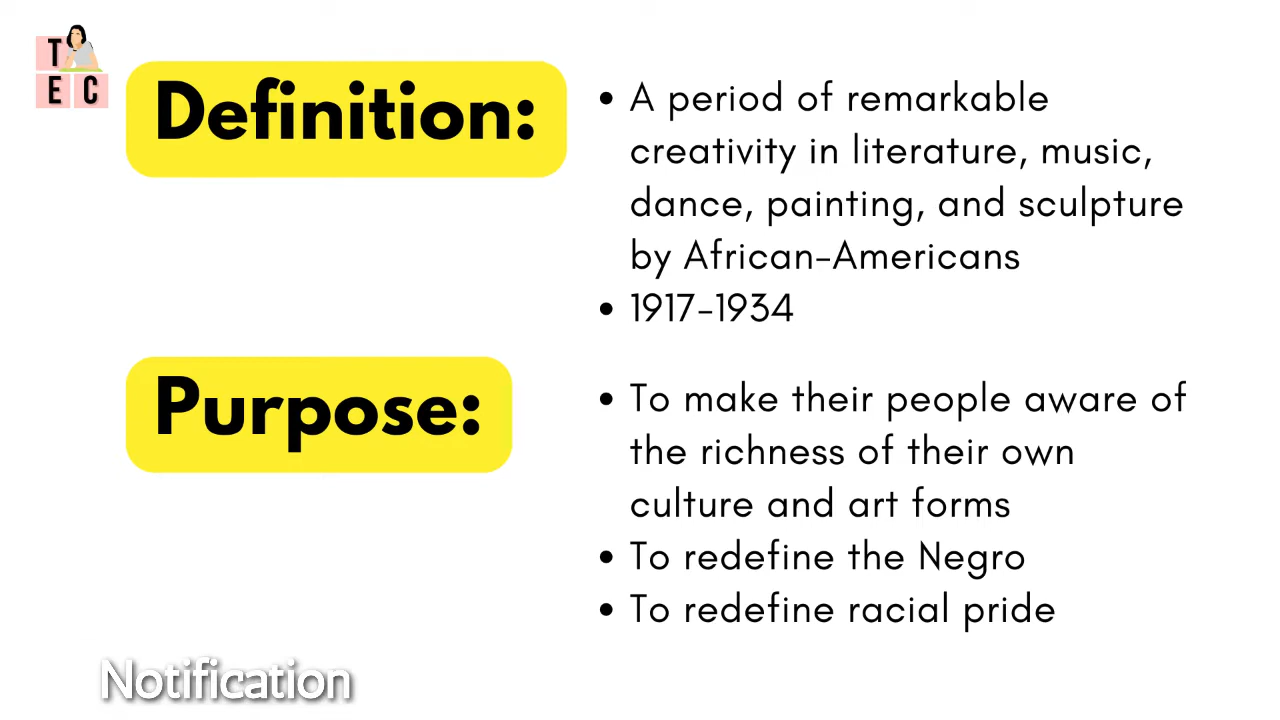 T
E C
Definition:
• A period of remarkable
creativity in literature, music,
dance, painting, and sculpture
by African-Americans
• 1917-1934
Purpose:
• To make their people aware of
the richness of their own
culture and art forms
• To redefine the Negro
• To redefine racial pride
Notification